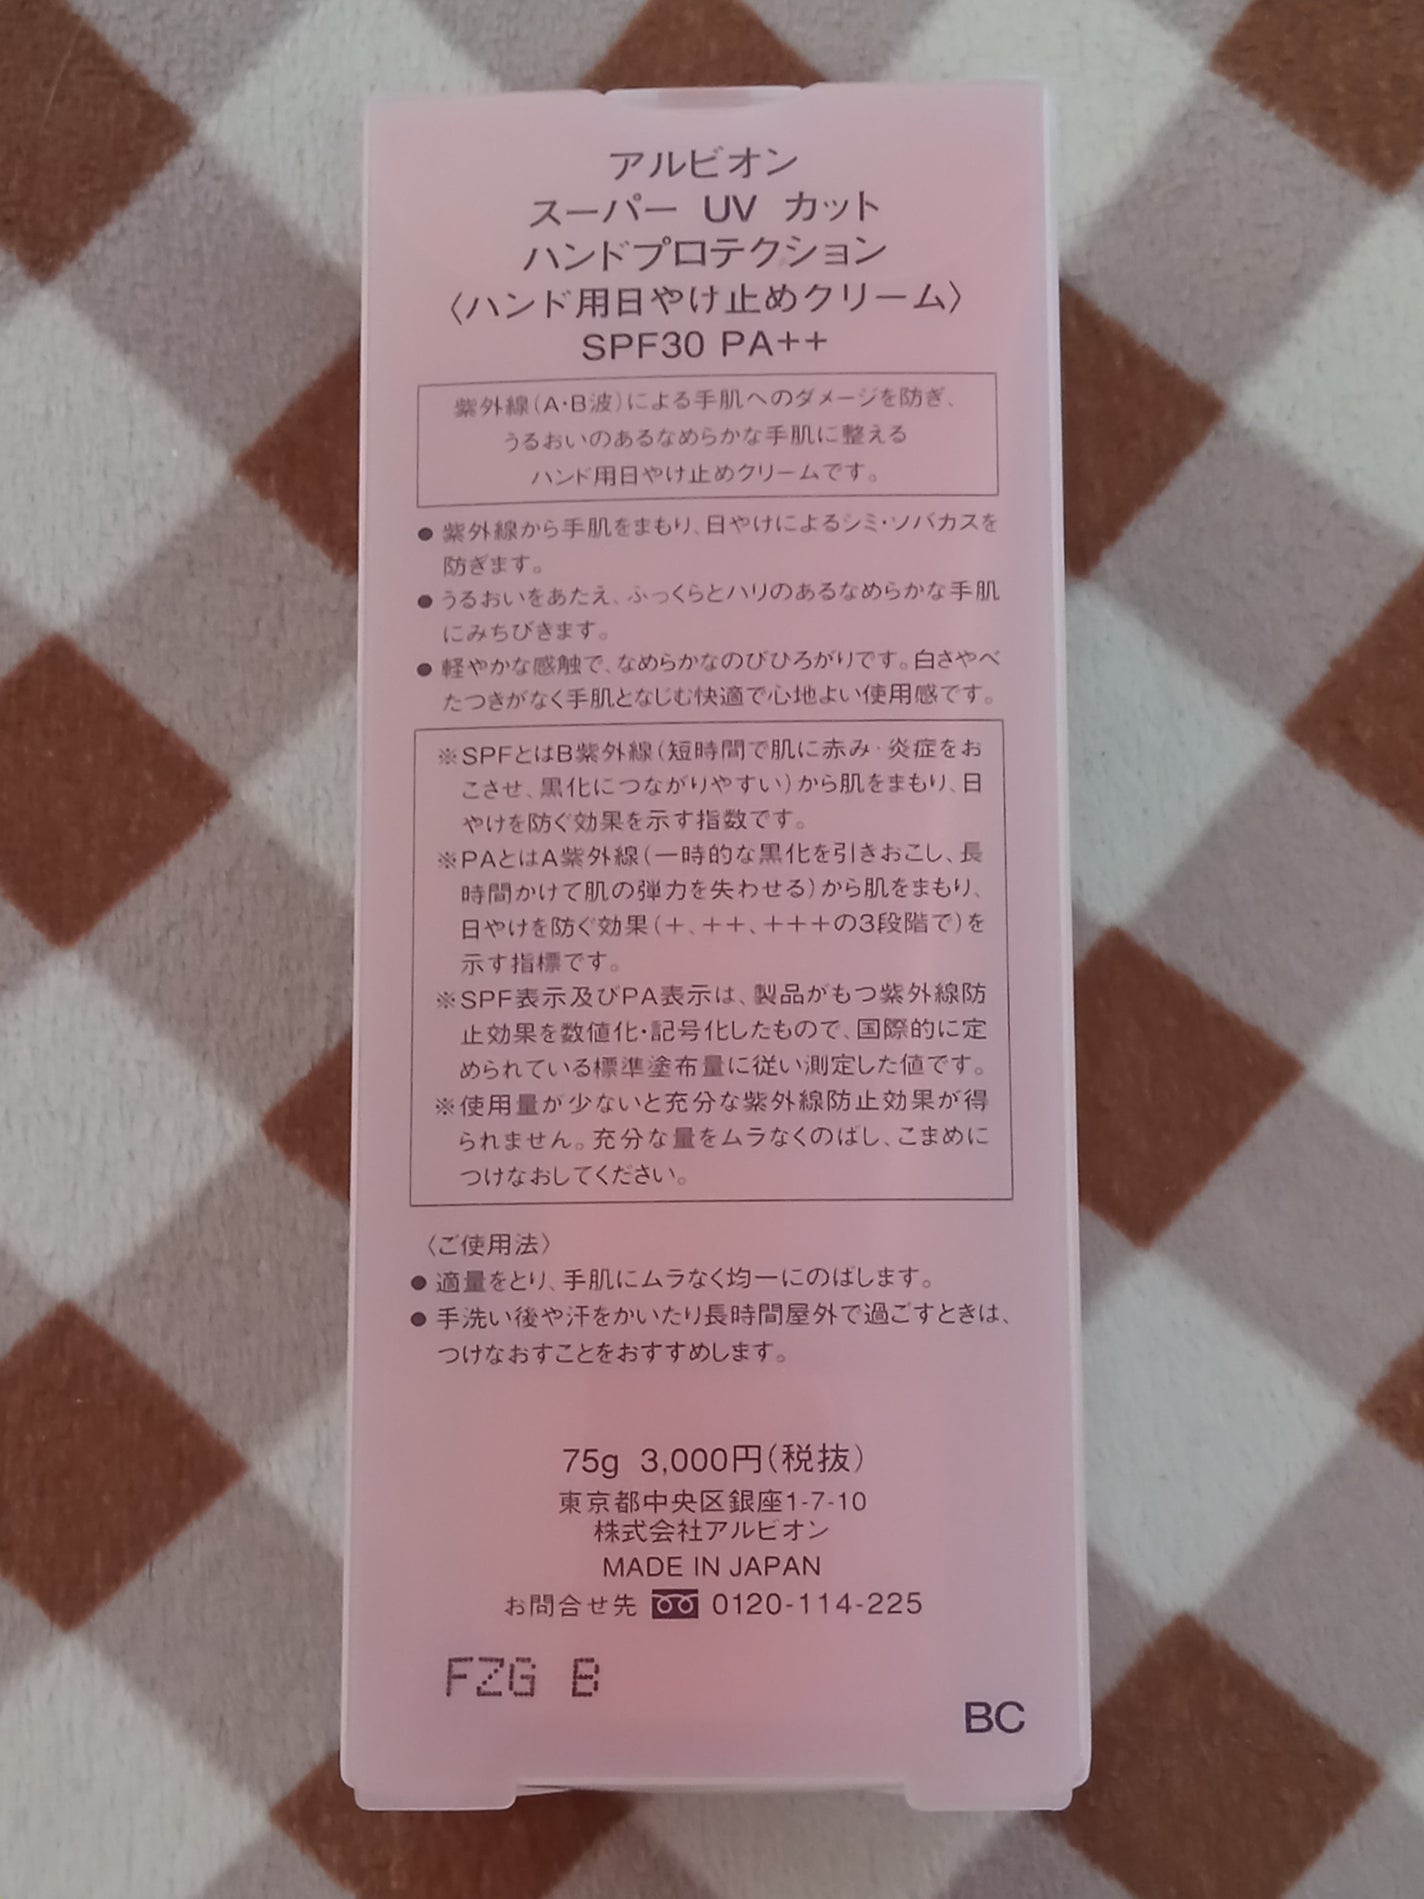 アルビオン
スーパー UV カット
ハンドプロテクション
〈ハンド用日やけ止めクリーム〉
SPF30 PA++
紫外線(A・B波)による手肌へのダメージを防ぎ、
うるおいのあるなめらかな手肌に整える
ハンド用日やけ止めクリームです。
● 紫外線から手肌をまもり、日やけによるシミ・ソバカスを
防ぎます。
● うるおいをあたえ、ふっくらとハリのあるなめらかな手肌
にみちびきます。
● 軽やかな感触で、なめらかなのびひろがりです。白さやべ
たつきがなく手肌となじむ快適で心地よい使用感です。
※SPFとはB紫外線(短時間で肌に赤み・炎症をお
こさせ、黒化につながりやすい)から肌をまもり、日
やけを防ぐ効果を示す指数です。
※PAとはA紫外線(一時的な黒化を引きおこし、長
時間かけて肌の弾力を失わせる)から肌をまもり、
日やけを防ぐ効果(+、++、+++の3段階で)を
示す指標です。
※SPF表示及びPA表示は、製品がもつ紫外線防
止効果を数値化・記号化したもので、国際的に定
められている標準塗布量に従い測定した値です。
※使用量が少ないと充分な紫外線防止効果が得
られません。充分な量をムラなくのばし、こまめに
つけなおしてください。
〈ご使用法〉
● 適量をとり、手肌にムラなく均一にのばします。
● 手洗い後や汗をかいたり長時間屋外で過ごすときは、
つけなおすことをおすすめします。
75g 3,000円(税抜)
東京都中央区銀座1-7-10
株式会社アルビオン
MADE IN JAPAN
お問合せ先 0120-114-225
FZG B
BC